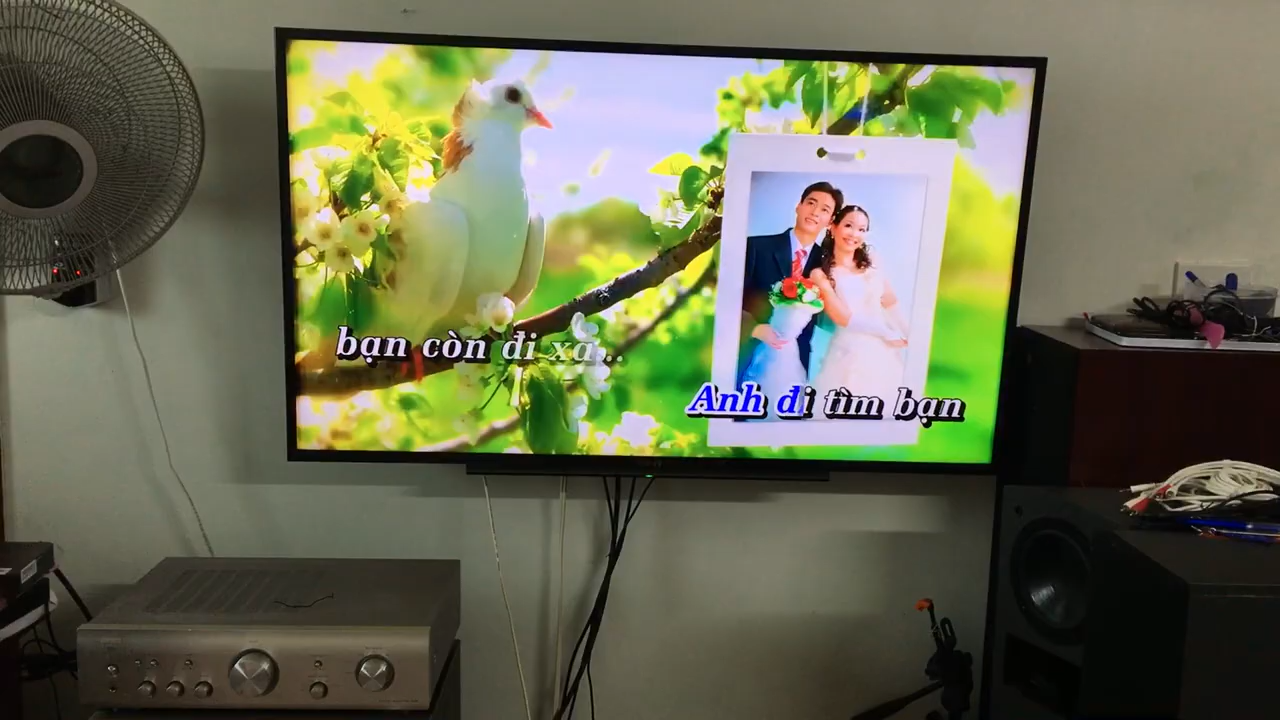 bạn còn đi xa...
Anh đi tìm bạn